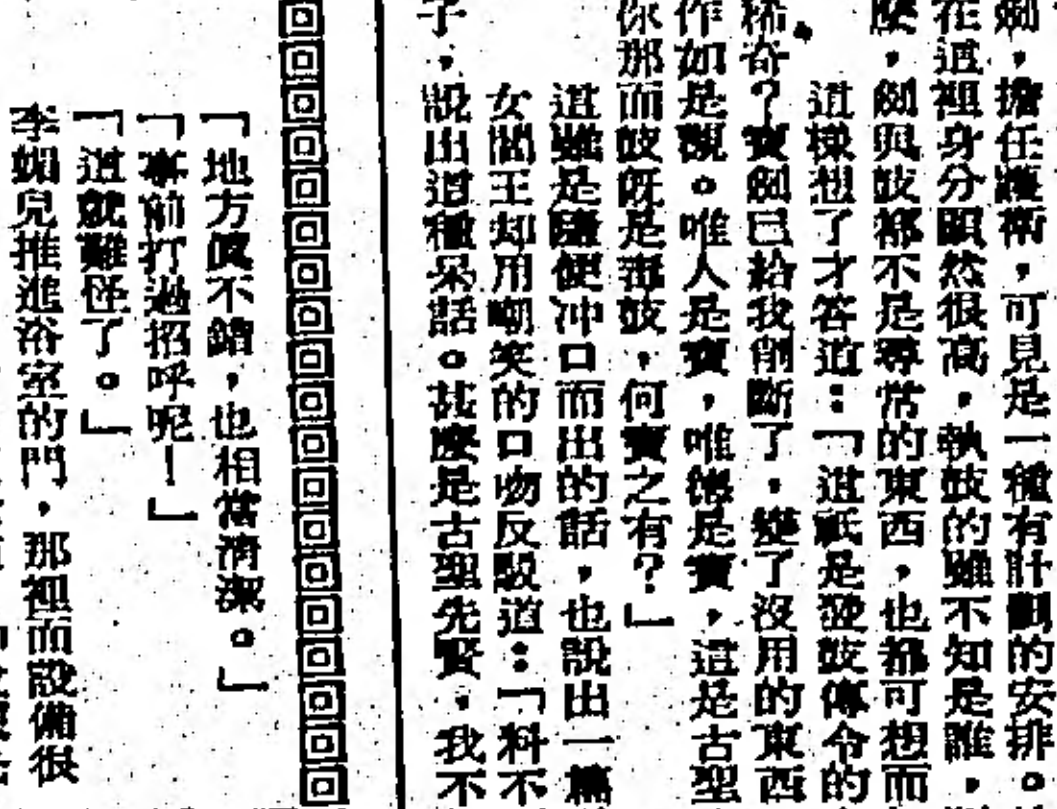 劍,擔任護衛,可見是一種有計劃的安排。
在這裡身分顯然很高,執鼓的雖不知是誰,
麼,劍與鼓都不是尋常的東西,也都可想而
這樣想了才答道:「這祇是發鼓傳令的
稀奇?寶劍已給我削斷了,變了沒用的東西
作如是觀。唯人是寶,唯德是寶,這是古聖
你那面鼓既是毒鼓,何寶之有?」
這雖是隨便冲口而出的話,也說出一篇
女閻王却用嘲笑的口吻反駁道:「料不
子,說出這種呆話。甚麼是古聖先賢,我不
「地方眞不錯,也相當清潔。」
「事前打過招呼呢!」
「這就難怪了。」
李媚兒推進浴室的門,那裡面設備很